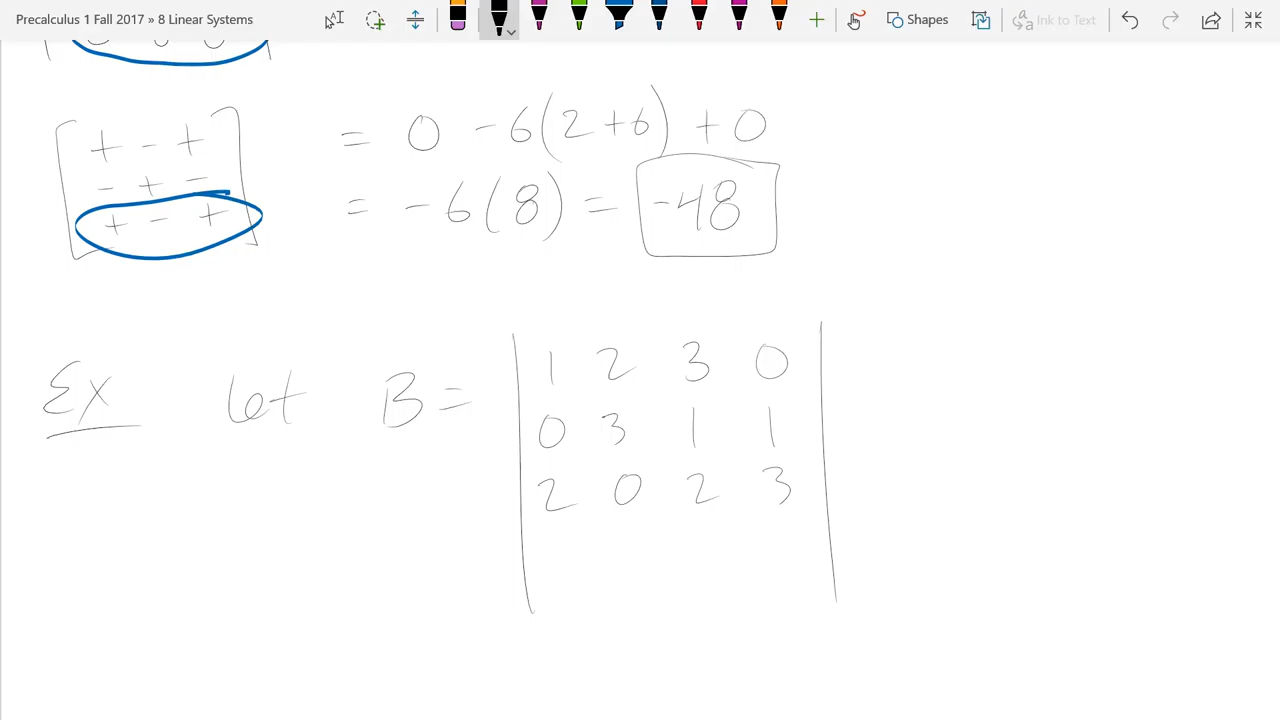 Precalculus 1 Fall 2017 » 8 Linear Systems
Shapes
Ink to Text
+ - +
- + -
+ - +
= 0 - 6(2+6) + 0
= -6(8) = -48
Ex let B =
1 2 3 0
0 3 1 1
2 0 2 3